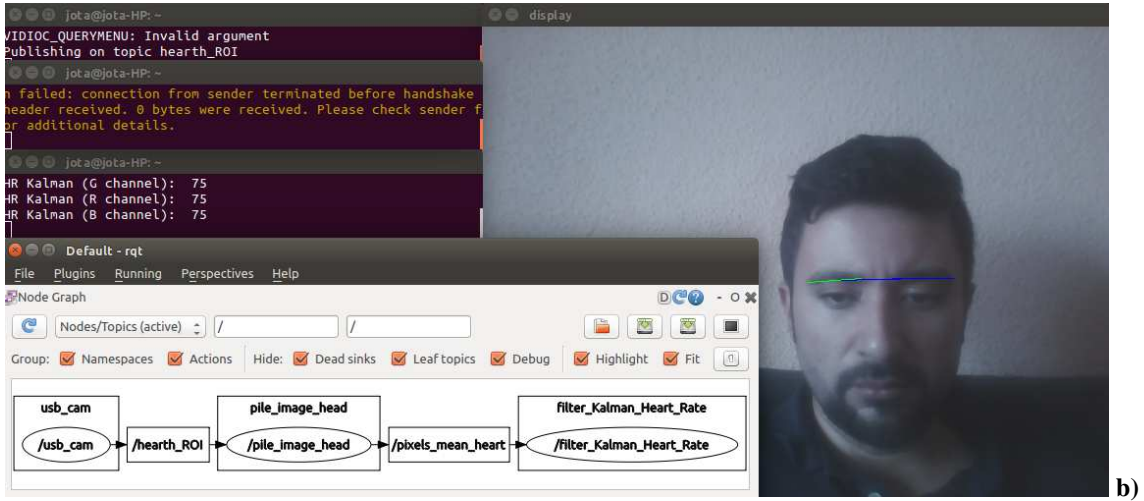 jota@jota-HP: ~
VIDIOC_QUERYMENU: Invalid argument
Publishing on topic hearth_ROI
jota@jota-HP: ~
n failed: connection from sender terminated before handshake
header received. 0 bytes were received. Please check sender f
or additional details.
jota@jota-HP: ~
HR Kalman (G channel): 75
HR Kalman (R channel): 75
HR Kalman (B channel): 75
display
Default - rqt
File Plugins Running Perspectives Help
Node Graph
D - O
Nodes/Topics (active) / /
Group: Namespaces Actions Hide: Dead sinks Leaf topics Debug Highlight Fit
usb_cam pile_image_head filter_Kalman_Heart_Rate
/usb_cam /hearth_ROI /pile_image_head /pixels_mean_heart /filter_Kalman_Heart_Rate
b)